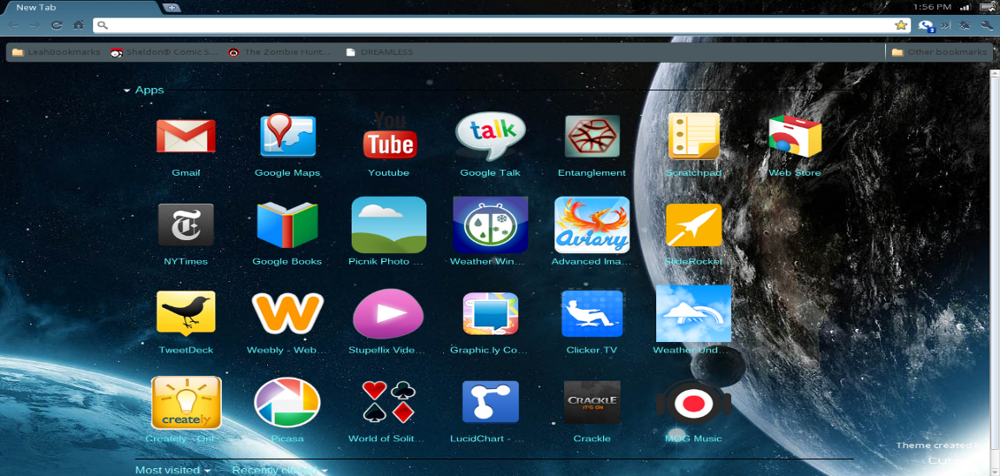 New Tab
1:56 PM
3
LeahBookmarks
Sheldon® Comic S...
The Zombie Hunt...
DREAMLESS
Other bookmarks
Apps
You
Tube
talk
Gmail
Google Maps
Youtube
Google Talk
Entanglement
Scratchpad
Web Store
T
Aviary
NYTimes
Google Books
Picnik Photo ...
Weather Win...
Advanced Ima...
SlideRocket
W
TweetDeck
Weebly - Web...
Stupeflix Vide...
Graphic.ly Co...
Clicker.TV
Weather Und...
creately
CRACKLE
IT'S ON
Creately - Onl...
Picasa
World of Solit...
LucidChart - ...
Crackle
MOG Music
Theme created
Most visited
Recently closed